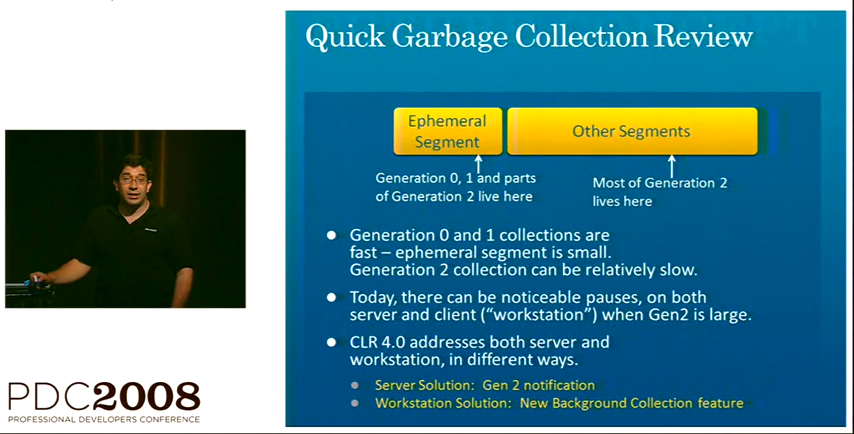 Quick Garbage Collection Review
Ephemeral
Segment
Other Segments
Generation 0, 1 and parts
of Generation 2 live here
Most of Generation 2
lives here
Generation 0 and 1 collections are
fast – ephemeral segment is small.
Generation 2 collection can be relatively slow.
Today, there can be noticeable pauses, on both
server and client (“workstation”) when Gen2 is large.
CLR 4.0 addresses both server and
workstation, in different ways.
Server Solution: Gen 2 notification
Workstation Solution: New Background Collection feature
PDC2008
PROFESSIONAL DEVELOPERS CONFERENCE